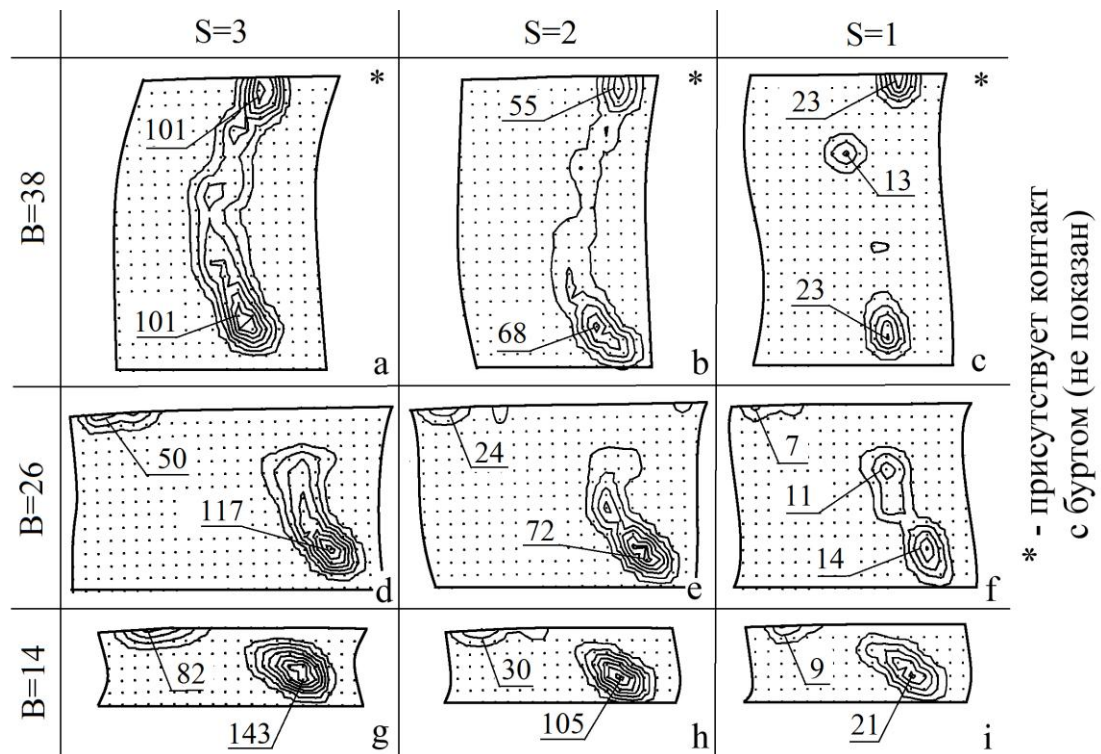 S=3 S=2 S=1
B=38
* * *
101 55 23
13
101 68 23
a b c
B=26
50 24 7
117 72 11
14
d e f
B=14
82 30 9
143 105 21
g h i
* - присутствует контакт
с буртом (не показан)